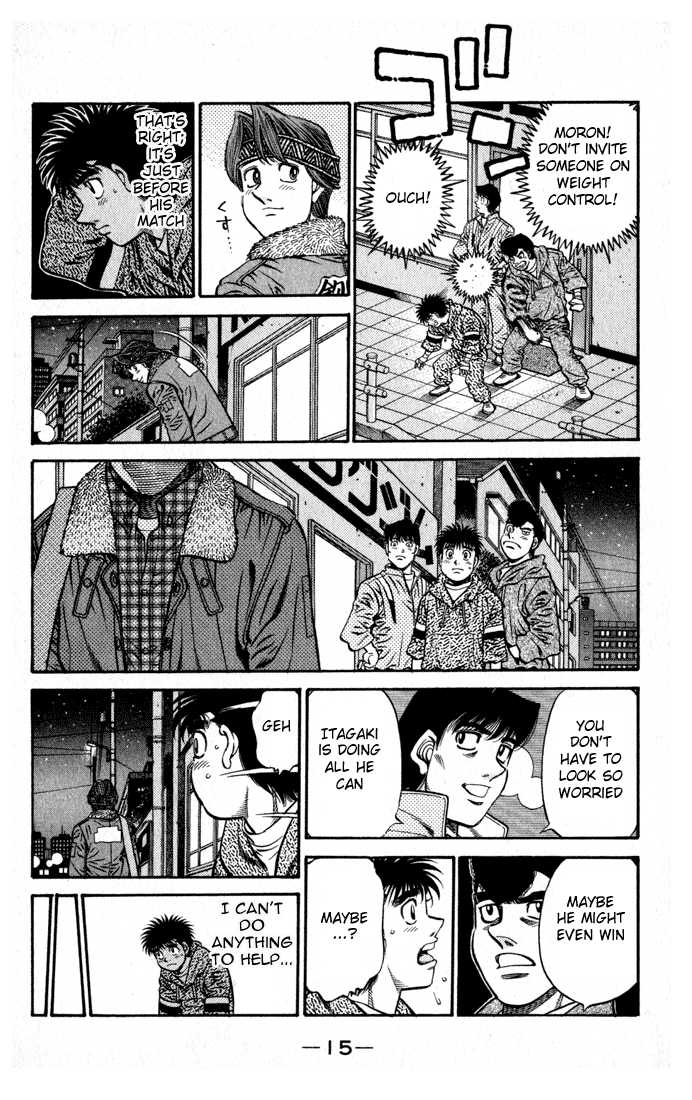 ゴゴ
MORON!
DON'T INVITE
SOMEONE ON
WEIGHT
CONTROL!
OUCH!
くす…
THAT'S
RIGHT;
IT'S
JUST
BEFORE
HIS
MATCH
YOU
DON'T
HAVE TO
LOOK SO
WORRIED
ITAGAKI
IS DOING
ALL HE
CAN
GEH
MAYBE
HE MIGHT
EVEN WIN
MAYBE
...?
I CAN'T
DO
ANYTHING
TO HELP...
—15—